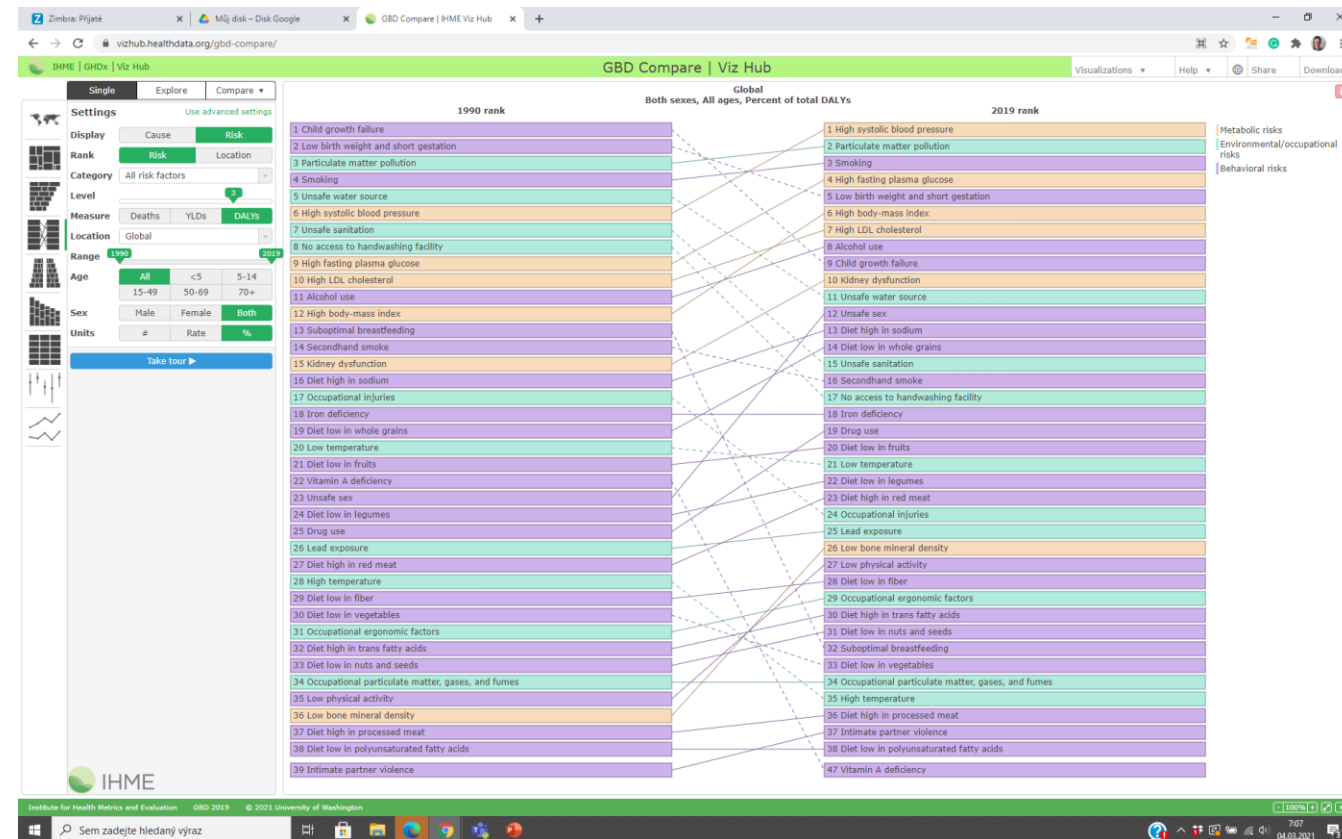 Zimbra: Přijaté
Můj disk – Disk Google
GBD Compare | IHME Viz Hub
vizhub.healthdata.org/gbd-compare/
IHME | GHDx | Viz Hub
GBD Compare | Viz Hub
Visualizations
Help
Share
Download
Single
Explore
Compare
Settings
Use advanced settings
Display
Cause
Risk
Rank
Risk
Location
Category
All risk factors
Level
3
Measure
Deaths
YLDs
DALYs
Location
Global
Range
1990
2019
Age
All
<5
5-14
15-49
50-69
70+
Sex
Male
Female
Both
Units
#
Rate
%
Take tour
IHME
Global
Both sexes, All ages, Percent of total DALYs
1990 rank
1 Child growth failure
2 Low birth weight and short gestation
3 Particulate matter pollution
4 Smoking
5 Unsafe water source
6 High systolic blood pressure
7 Unsafe sanitation
8 No access to handwashing facility
9 High fasting plasma glucose
10 High LDL cholesterol
11 Alcohol use
12 High body-mass index
13 Suboptimal breastfeeding
14 Secondhand smoke
15 Kidney dysfunction
16 Diet high in sodium
17 Occupational injuries
18 Iron deficiency
19 Diet low in whole grains
20 Low temperature
21 Diet low in fruits
22 Vitamin A deficiency
23 Unsafe sex
24 Diet low in legumes
25 Drug use
26 Lead exposure
27 Diet high in red meat
28 High temperature
29 Diet low in fiber
30 Diet low in vegetables
31 Occupational ergonomic factors
32 Diet high in trans fatty acids
33 Diet low in nuts and seeds
34 Occupational particulate matter, gases, and fumes
35 Low physical activity
36 Low bone mineral density
37 Diet high in processed meat
38 Diet low in polyunsaturated fatty acids
39 Intimate partner violence
2019 rank
1 High systolic blood pressure
2 Particulate matter pollution
3 Smoking
4 High fasting plasma glucose
5 Low birth weight and short gestation
6 High body-mass index
7 High LDL cholesterol
8 Alcohol use
9 Child growth failure
10 Kidney dysfunction
11 Unsafe water source
12 Unsafe sex
13 Diet high in sodium
14 Diet low in whole grains
15 Unsafe sanitation
16 Secondhand smoke
17 No access to handwashing facility
18 Iron deficiency
19 Drug use
20 Diet low in fruits
21 Low temperature
22 Diet low in legumes
23 Diet high in red meat
24 Occupational injuries
25 Lead exposure
26 Low bone mineral density
27 Low physical activity
28 Diet low in fiber
29 Occupational ergonomic factors
30 Diet high in trans fatty acids
31 Diet low in nuts and seeds
32 Suboptimal breastfeeding
33 Diet low in vegetables
34 Occupational particulate matter, gases, and fumes
35 High temperature
36 Diet high in processed meat
37 Intimate partner violence
38 Diet low in polyunsaturated fatty acids
47 Vitamin A deficiency
Metabolic risks
Environmental/occupational
risks
Behavioral risks
Institute for Health Metrics and Evaluation GBD 2019 © 2021 University of Washington
100%
Sem zadejte hledaný výraz
7:07
04.03.2021